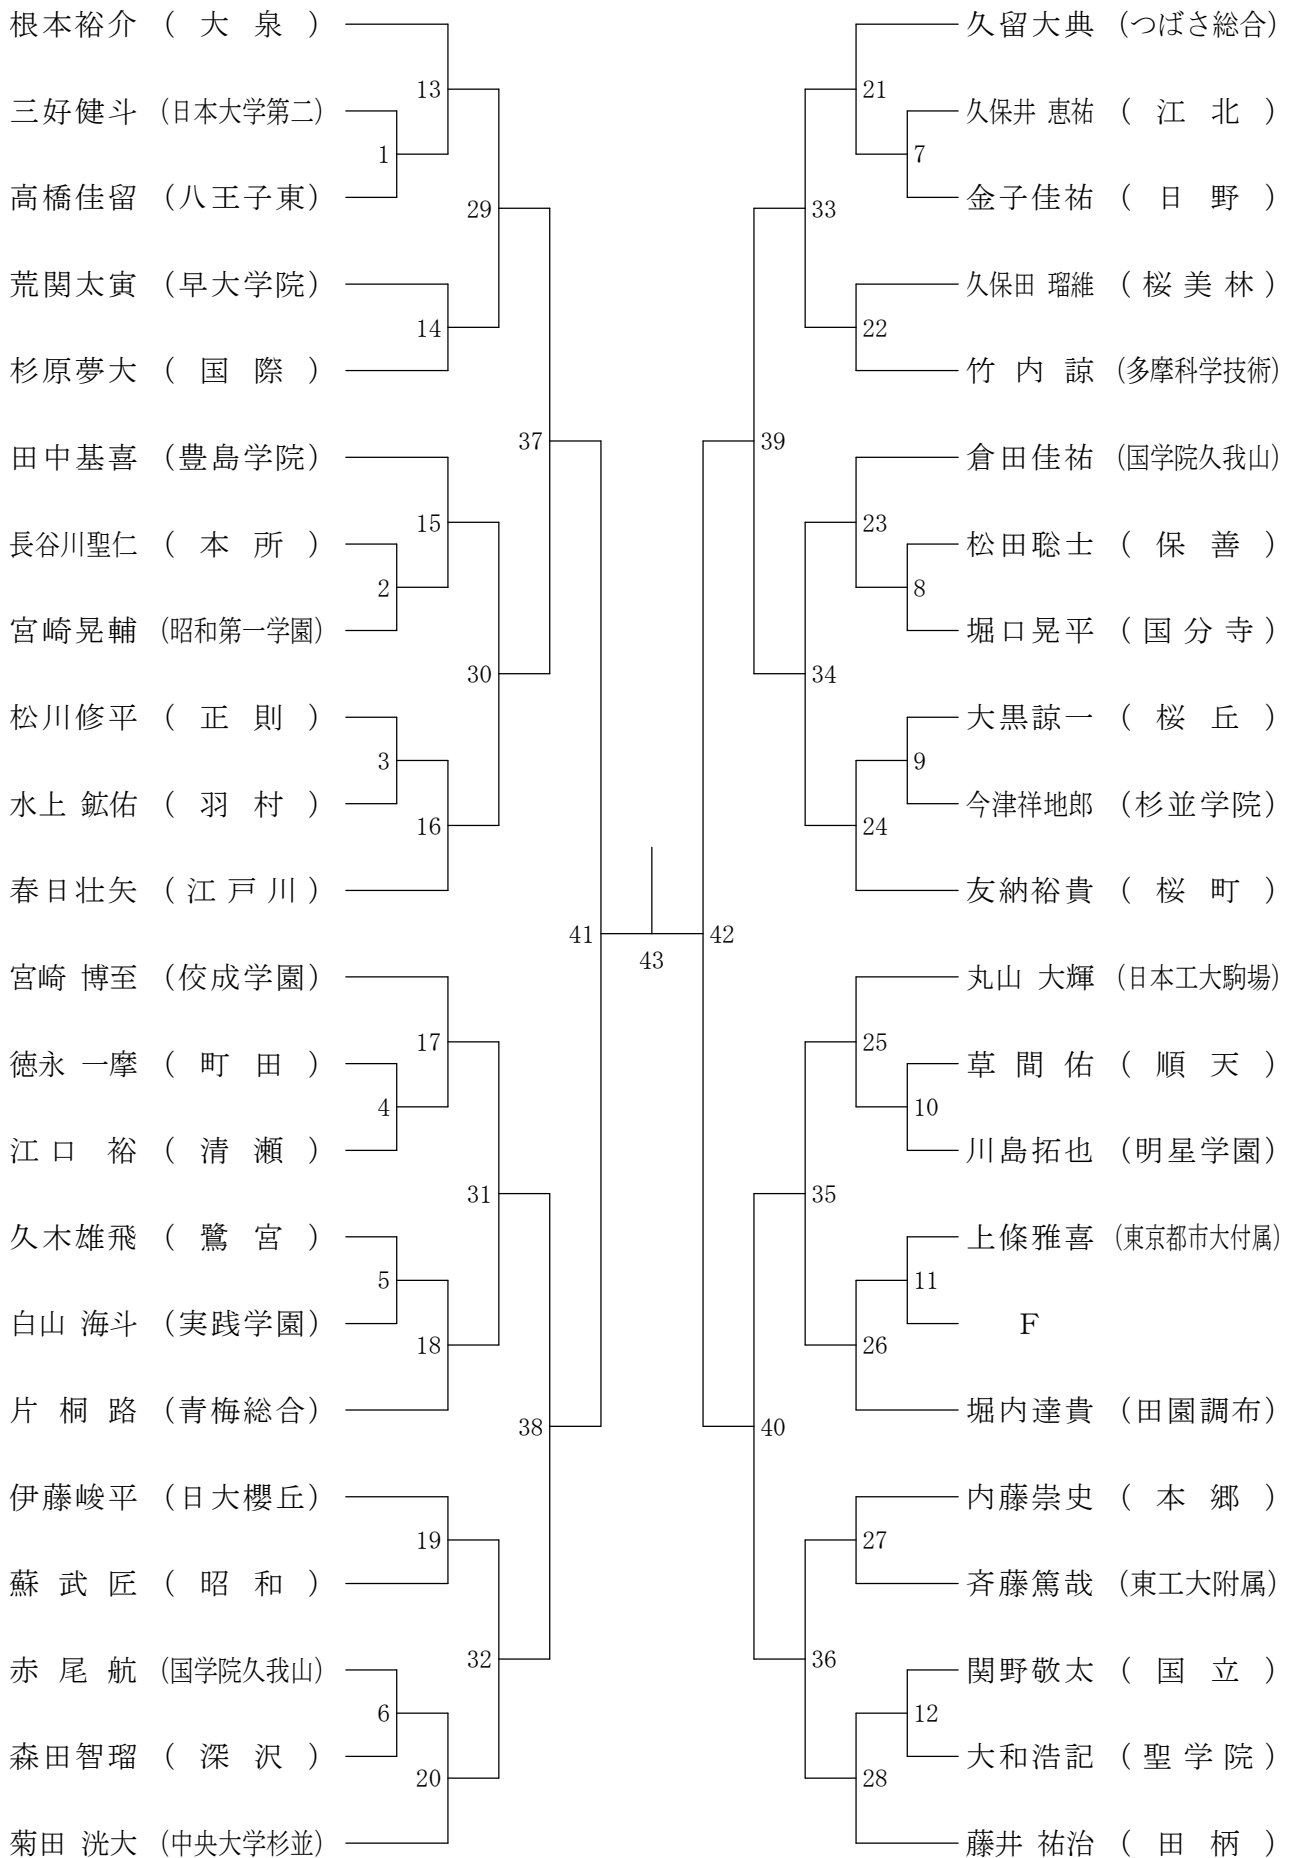 根本裕介 ( 大 泉 )
三好健斗 (日本大学第二)
高橋佳留 (八王子東)
荒関太寅 (早大学院)
杉原夢大 ( 国 際 )
田中基喜 (豊島学院)
長谷川聖仁 ( 本 所 )
宮崎晃輔 (昭和第一学園)
松川修平 ( 正 則 )
水上 鉱佑 ( 羽 村 )
春日壮矢 (江戸川)
宮崎 博至 (佼成学園)
徳永 一摩 ( 町 田 )
江口 裕 ( 清 瀬 )
久木雄飛 ( 鷺 宮 )
白山 海斗 (実践学園)
片 桐 路 (青梅総合)
伊藤峻平 (日大櫻丘)
蘇 武 匠 ( 昭 和 )
赤 尾 航 (国学院久我山)
森田智瑠 ( 深 沢 )
菊田 洸大 (中央大学杉並)
1
2
3
4
5
6
13
14
15
16
17
18
19
20
29
30
31
32
37
38
41
43
42
39
40
33
34
35
36
21
22
23
24
25
26
27
28
7
8
9
10
11
12
久留大典 (つばさ総合)
久保井 恵祐 ( 江 北 )
金子佳祐 ( 日 野 )
久保田 瑠維 (桜美林)
竹 内 諒 (多摩科学技術)
倉田佳祐 (国学院久我山)
松田聡士 ( 保 善 )
堀口晃平 (国分寺)
大黒諒一 ( 桜 丘 )
今津祥地郎 (杉並学院)
友納裕貴 ( 桜 町 )
丸山 大輝 (日本工大駒場)
草 間 佑 ( 順 天 )
川島拓也 (明星学園)
上條雅喜 (東京都市大付属)
F
堀内達貴 (田園調布)
内藤崇史 ( 本 郷 )
斉藤篤哉 (東工大附属)
関野敬太 ( 国 立 )
大和浩記 (聖学院)
藤井 祐治 ( 田 柄 )